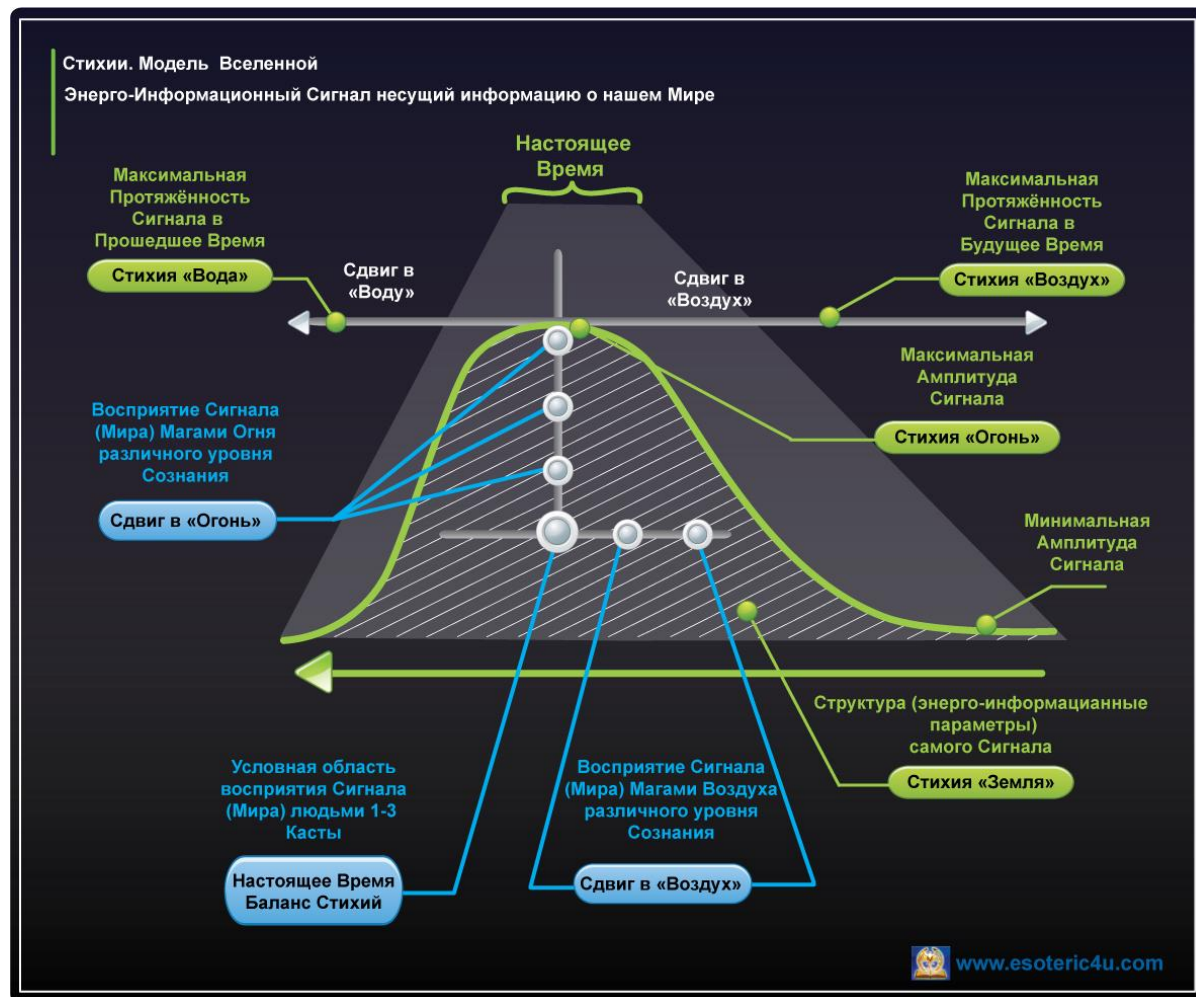 Стихии. Модель Вселенной
Энерго-Информационный Сигнал несущий информацию о нашем Мире
Настоящее
Время
Максимальная
Протяжённость
Сигнала в
Прошедшее Время
Стихия «Вода»
Сдвиг в
«Воду»
Сдвиг в
«Воздух»
Максимальная
Протяжённость
Сигнала в
Будущее Время
Стихия «Воздух»
Максимальная
Амплитуда
Сигнала
Стихия «Огонь»
Восприятие Сигнала
(Мира) Магами Огня
различного уровня
Сознания
Сдвиг в «Огонь»
Минимальная
Амплитуда
Сигнала
Структура (энерго-информацианные
параметры)
самого Сигнала
Стихия «Земля»
Условная область
восприятия Сигнала
(Мира) людьми 1-3
Касты
Настоящее Время
Баланс Стихий
Восприятие Сигнала
(Мира) Магами Воздуха
различного уровня
Сознания
Сдвиг в «Воздух»
www.esoteric4u.com